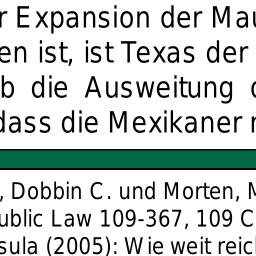 r Expansion der Mau
en ist, ist Texas der
b die Ausweitung
dass die Mexikaner
, Dobbin C. und Morten, M
ublic Law 109-367, 109 C
sula (2005): Wie weit reic